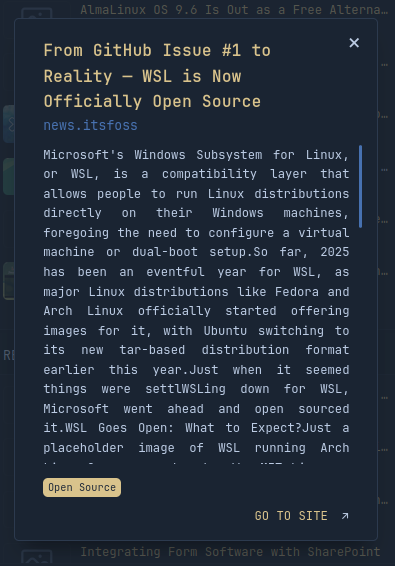 AlmaLinux OS 9.6 Is Out as a Free Alterna…
×
From GitHub Issue #1 to
Reality — WSL is Now
Officially Open Source
news.itsfoss
Microsoft's Windows Subsystem for Linux,
or WSL, is a compatibility layer that
allows people to run Linux distributions
directly on their Windows machines,
foregoing the need to configure a virtual
machine or dual-boot setup.So far, 2025
has been an eventful year for WSL, as
major Linux distributions like Fedora and
Arch Linux officially started offering
images for it, with Ubuntu switching to
its new tar-based distribution format
earlier this year.Just when it seemed
things were settlWSLing down for WSL,
Microsoft went ahead and open sourced
it.WSL Goes Open: What to Expect?Just a
placeholder image of WSL running Arch
Open Source
GO TO SITE ↗
Integrating Form Software with SharePoint